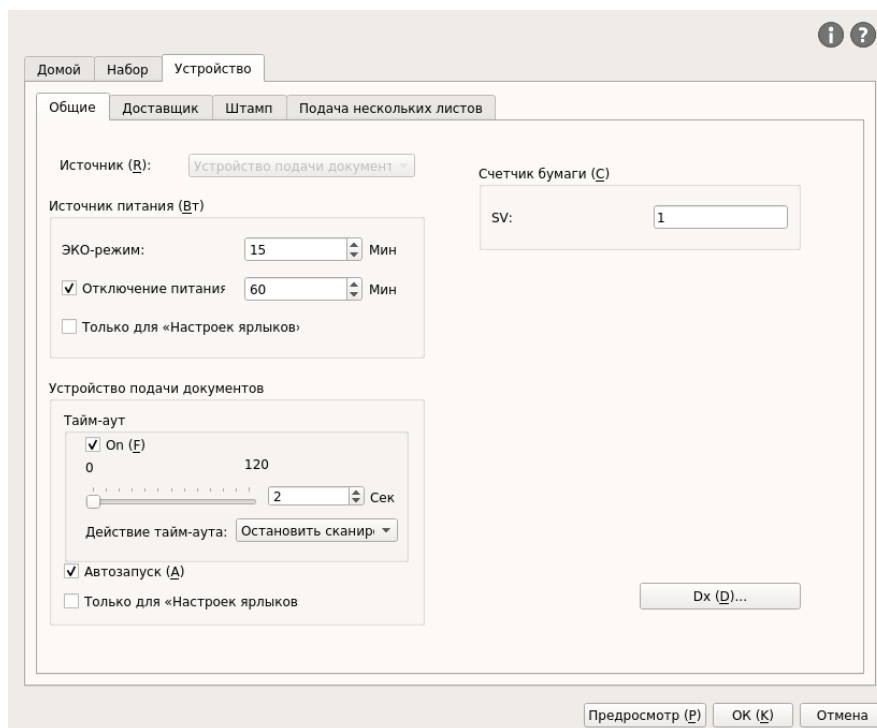 Домой Набор Устройство
Общие Доставщик Штамп Подача нескольких листов
Источник (R): Устройство подачи документ
Источник питания (Вт)
ЭКО-режим: 15 Мин
Отключение питания 60 Мин
Только для «Настроек ярлыков›
Устройство подачи документов
Тайм-аут
On (F)
0 120
2 Сек
Действие тайм-аута: Остановить сканир
Автозапуск (A)
Только для «Настроек ярлыков
Счетчик бумаги (C)
SV: 1
Dx (D)...
Предросмотр (P) ОК (K) Отмена